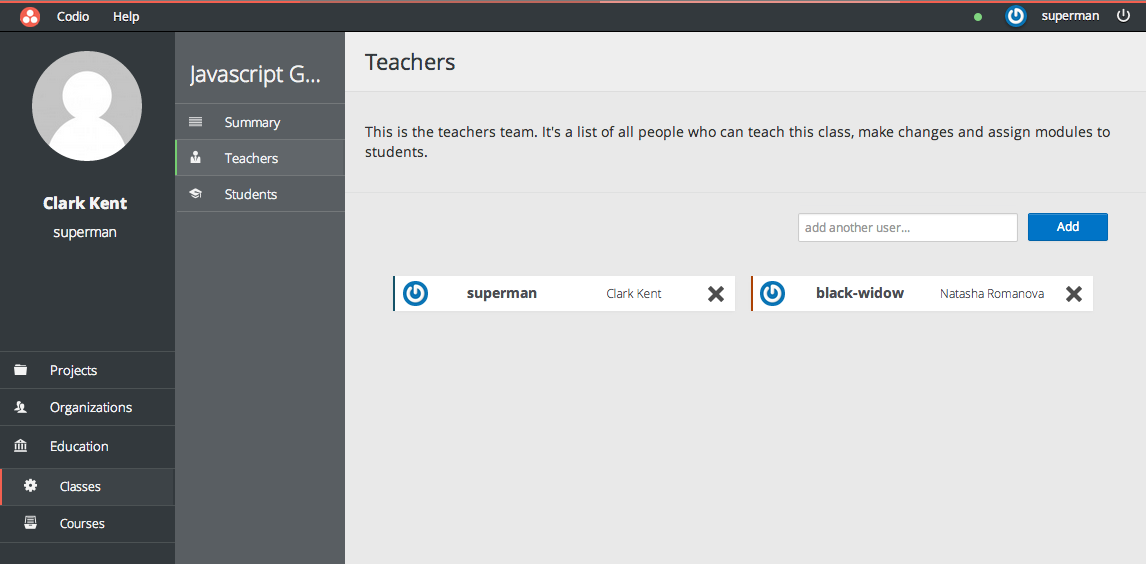 Codio Help superman
Clark Kent
superman
Projects
Organizations
Education
Classes
Courses
Javascript G...
Summary
Teachers
Students
Teachers
This is the teachers team. It's a list of all people who can teach this class, make changes and assign modules to
students.
add another user... Add
superman Clark Kent black-widow Natasha Romanova